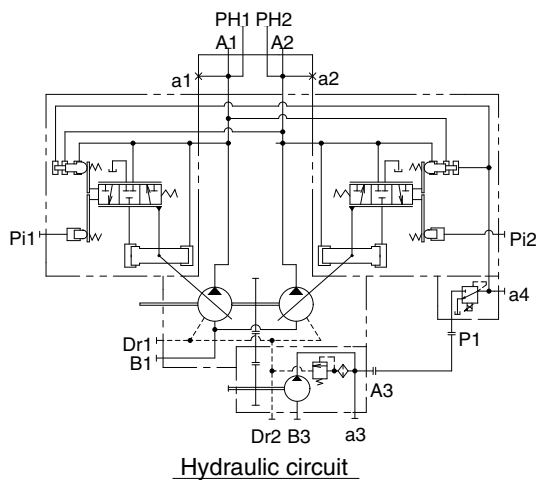 PH1 PH2
A1 A2
a1 a2
Pi1 Pi2
a4
Dr1 P1
B1
A3
Dr2 B3 a3
Hydraulic circuit